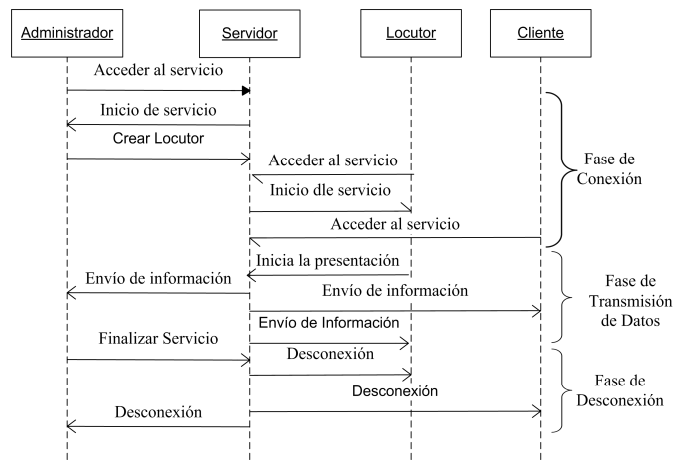 Administrador
Servidor
Locutor
Cliente
Acceder al servicio
Inicio de servicio
Crear Locutor
Acceder al servicio
Inicio dle servicio
Acceder al servicio
Fase de
Conexión
Inicia la presentación
Envío de información
Envío de información
Envío de Información
Fase de
Transmisión
de Datos
Finalizar Servicio
Desconexión
Desconexión
Desconexión
Fase de
Desconexión